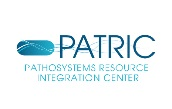 PATRIC
PATHOSYSTEMS RESOURCE
INTEGRATION CENTER